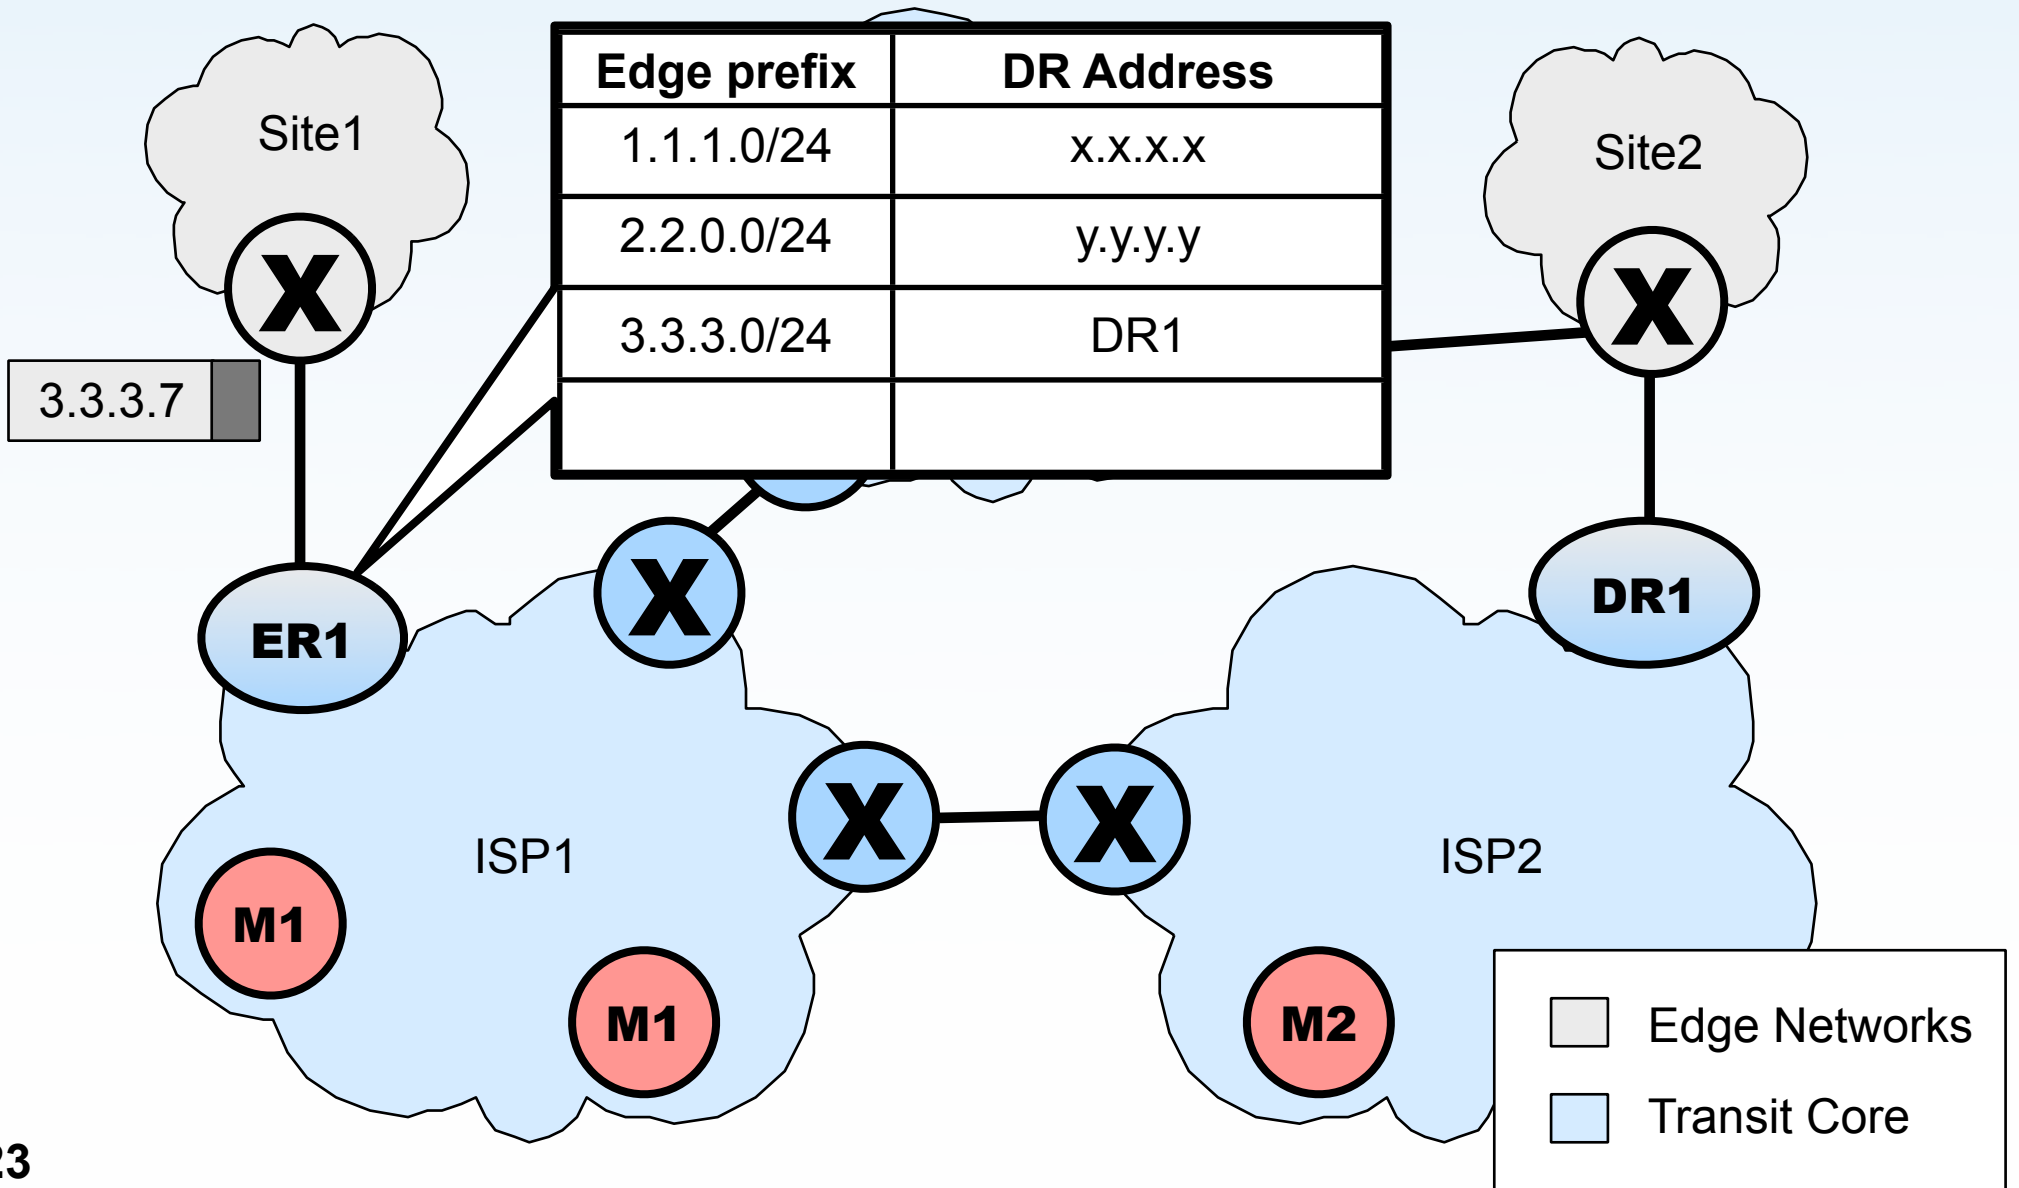 Edge prefix DR Address
1.1.1.0/24 x.x.x.x
2.2.0.0/24 y.y.y.y
3.3.3.0/24 DR1
Site1
Site2
X
X
3.3.3.7
X
ER1
DR1
X
X
ISP1
ISP2
M1
M1
M2
Edge Networks
Transit Core
23